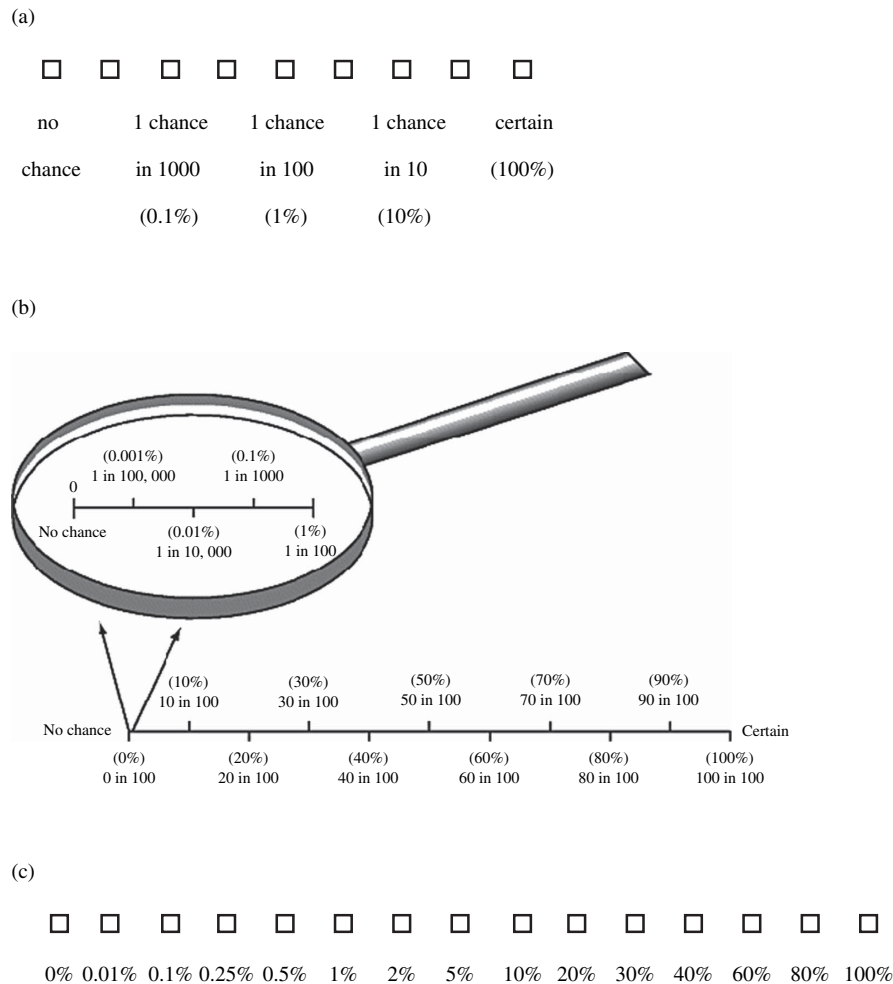 (a)
no 1 chance 1 chance 1 chance certain
chance in 1000 in 100 in 10 (100%)
(0.1%) (1%) (10%)
(b)
(0.001%) (0.1%)
1 in 100, 000 1 in 1000
0
No chance (0.01%) (1%)
1 in 10, 000 1 in 100
(10%) (30%) (50%) (70%) (90%)
10 in 100 30 in 100 50 in 100 70 in 100 90 in 100
No chance Certain
(0%) (20%) (40%) (60%) (80%) (100%)
0 in 100 20 in 100 40 in 100 60 in 100 80 in 100 100 in 100
(c)
0% 0.01% 0.1% 0.25% 0.5% 1% 2% 5% 10% 20% 30% 40% 60% 80% 100%